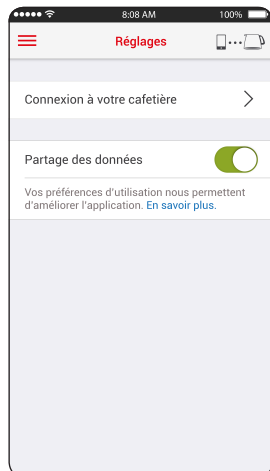 8:08 AM
100%
Réglages
Connexion à votre cafetière
Partage des données
Vos préférences d'utilisation nous permettent
d'améliorer l'application. En savoir plus.